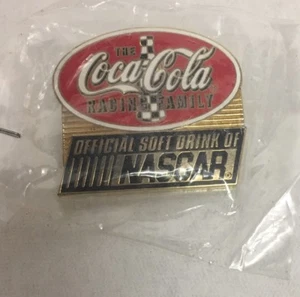 THE
Coca-Cola
RACING FAMILY
OFFICIAL SOFT DRINK OF
NASCAR